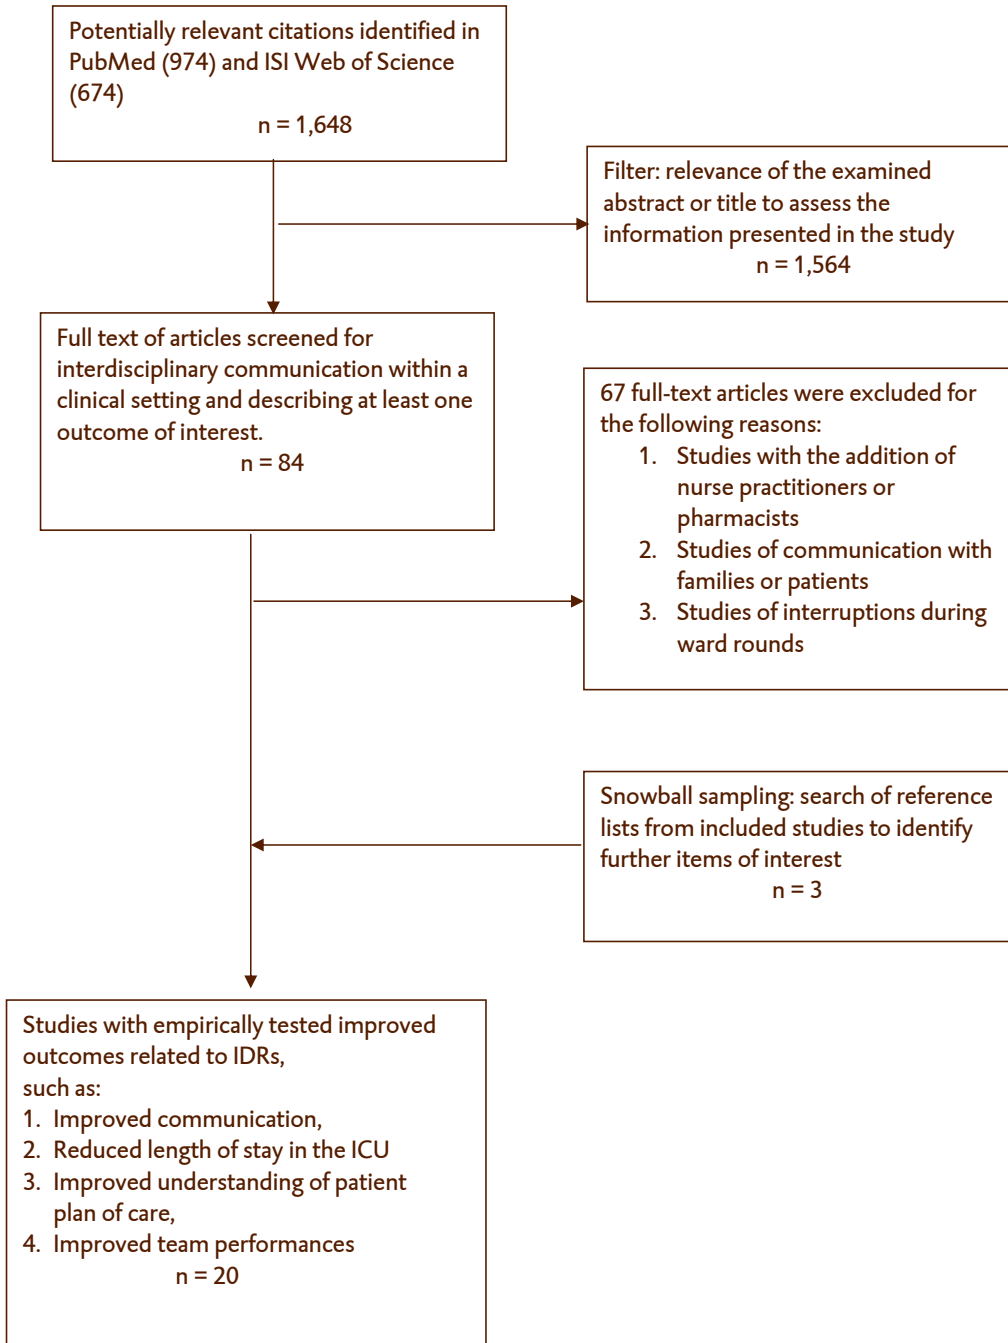 Potentially relevant citations identified in
PubMed (974) and ISI Web of Science
(674)
n = 1,648
Filter: relevance of the examined
abstract or title to assess the
information presented in the study
n = 1,564
Full text of articles screened for
interdisciplinary communication within a
clinical setting and describing at least one
outcome of interest.
n = 84
67 full-text articles were excluded for
the following reasons:
1. Studies with the addition of
nurse practitioners or
pharmacists
2. Studies of communication with
families or patients
3. Studies of interruptions during
ward rounds
Snowball sampling: search of reference
lists from included studies to identify
further items of interest
n = 3
Studies with empirically tested improved
outcomes related to IDRs,
such as:
1. Improved communication,
2. Reduced length of stay in the ICU
3. Improved understanding of patient
plan of care,
4. Improved team performances
n = 20